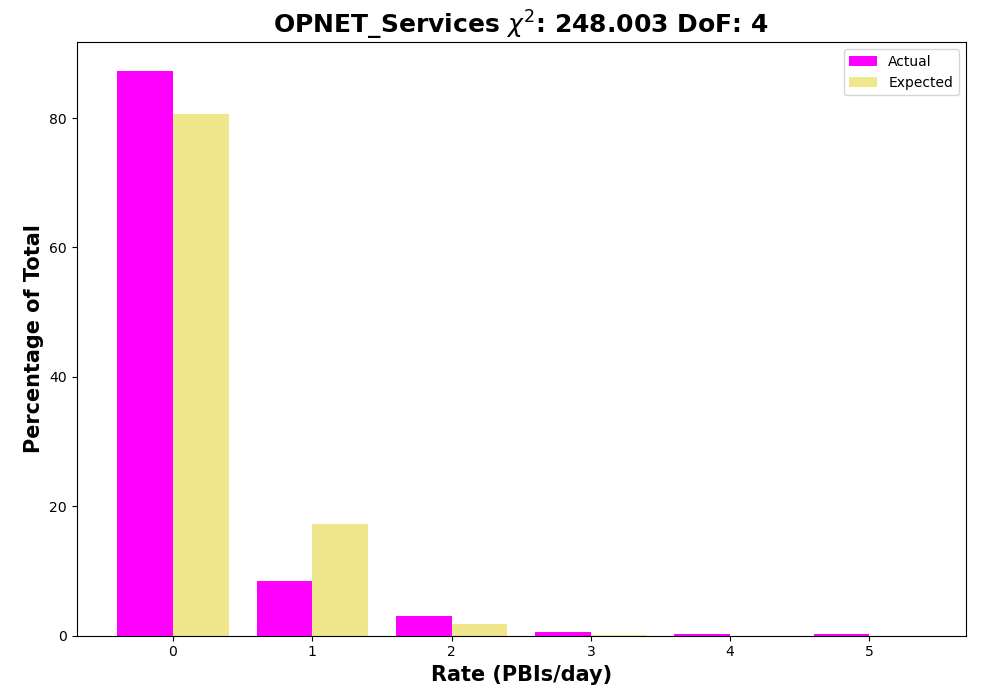 OPNET_Services χ²: 248.003 DoF: 4
Actual
Expected
Percentage of Total
80
60
40
20
0
0 1 2 3 4 5
Rate (PBIs/day)